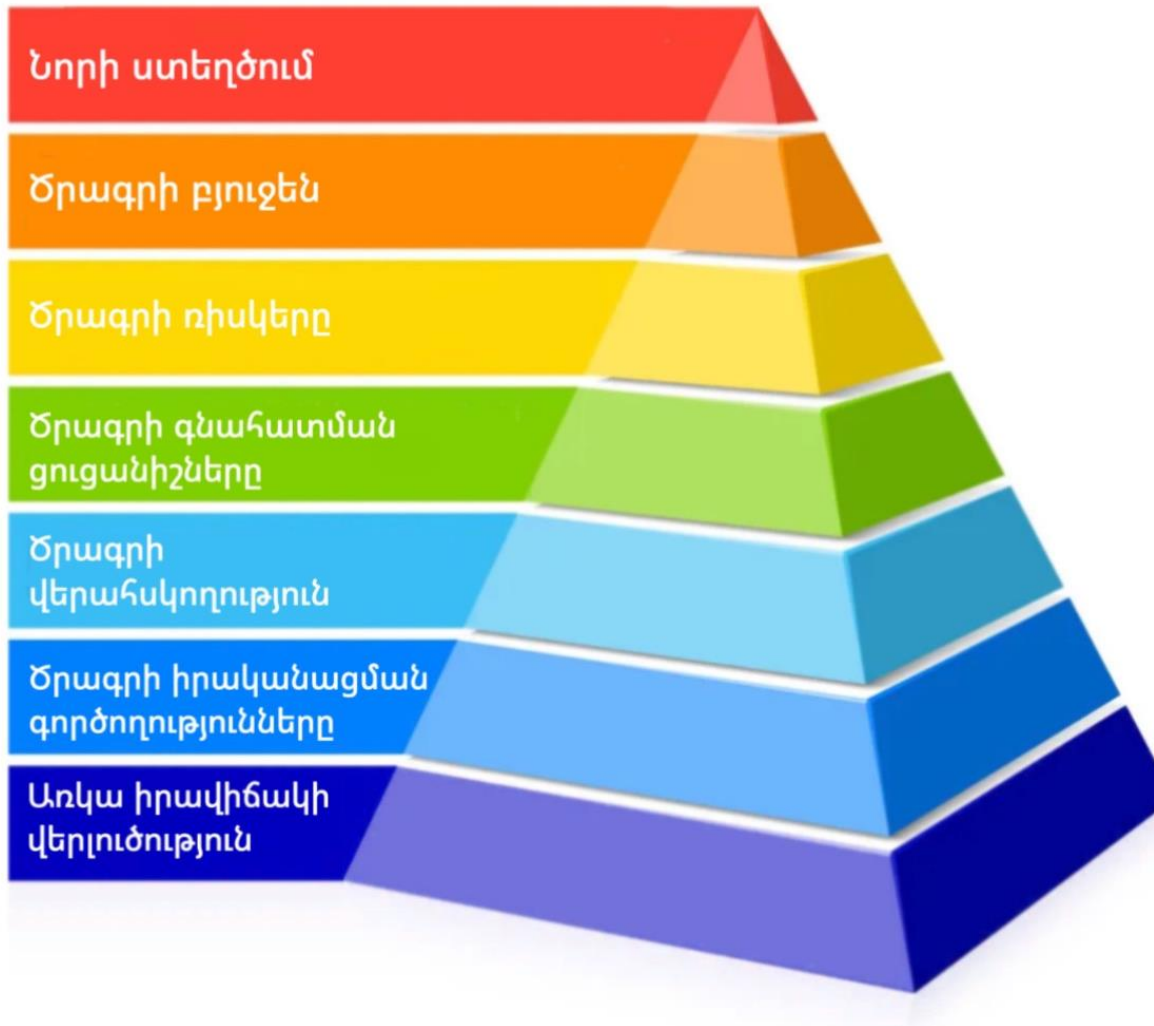 Նորի ստեղծում
Ծրագրի բյուջեն
Ծրագրի ռիսկերը
Ծրագրի գնահատման
ցուցանիշները
Ծրագրի
վերահսկողություն
Ծրագրի իրականացման
գործողությունները
Առկա իրավիճակի
վերլուծություն